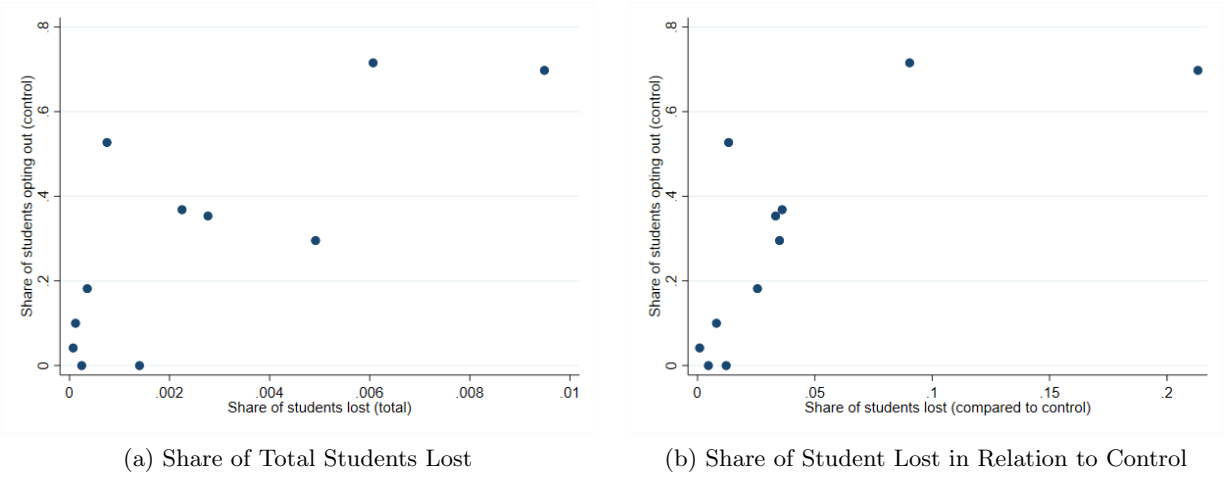 Share of students opting out (control)
.8
.6
.4
.2
0
0 .002 .004 .006 .008 .01
Share of students lost (total)
(a) Share of Total Students Lost
Share of students opting out (control)
.8
.6
.4
.2
0
0 .05 .1 .15 .2
Share of students lost (compared to control)
(b) Share of Student Lost in Relation to Control